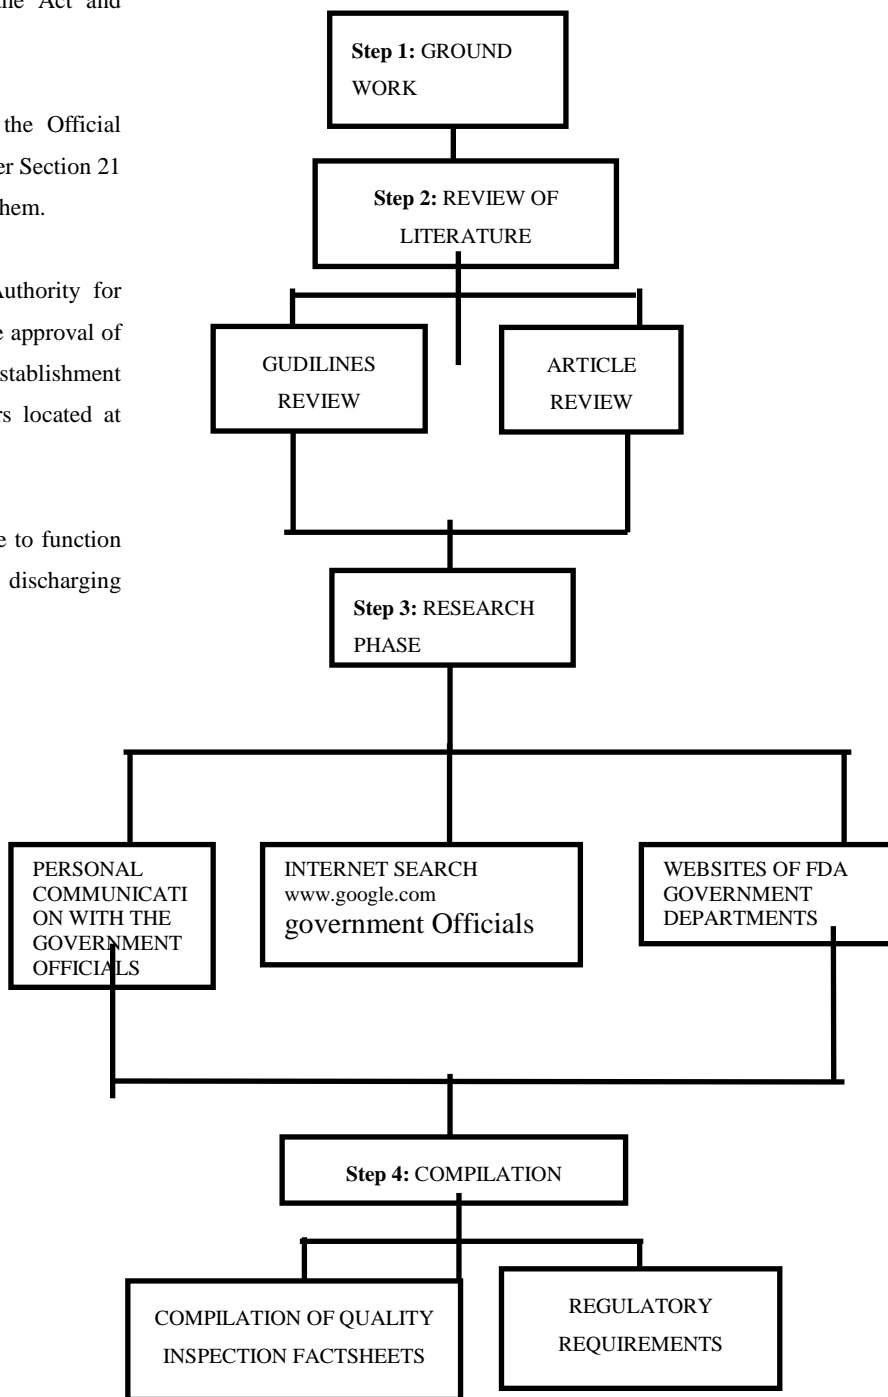 the Act and
the Official
er Section 21
hem.
Authority for
e approval of
stablishment
rs located at
e to function
discharging
Step 1: GROUND
WORK
Step 2: REVIEW OF
LITERATURE
GUDILINES
REVIEW
ARTICLE
REVIEW
Step 3: RESEARCH
PHASE
PERSONAL
COMMUNICATI
ON WITH THE
GOVERNMENT
OFFICIALS
INTERNET SEARCH
www.google.com
government Officials
WEBSITES OF FDA
GOVERNMENT
DEPARTMENTS
Step 4: COMPILATION
COMPILATION OF QUALITY
INSPECTION FACTSHEETS
REGULATORY
REQUIREMENTS